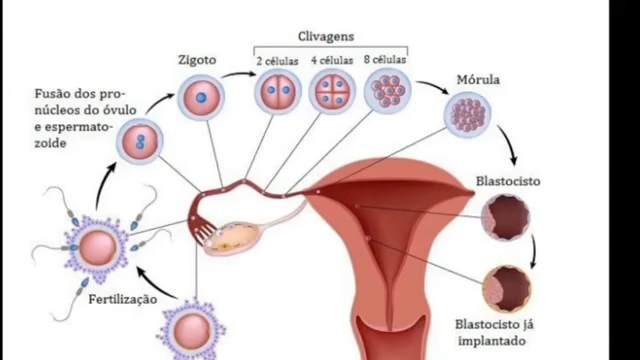 Clivagens
Zigoto
2 células
4 células
8 células
Mórula
Fusão dos pro-
núcleos do óvulo
e espermato-
zoide
Blastocisto
Fertilização
Blastocisto já
implantado